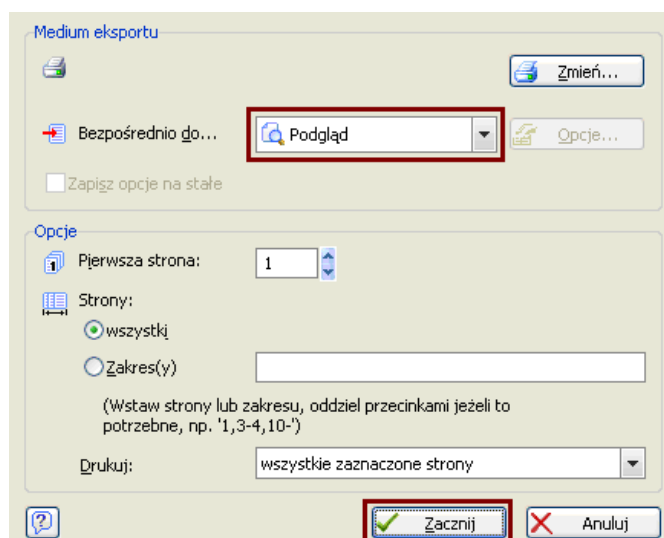 Medium eksportu
Zmień...
Bezpośrednio do... Podgląd Opcje...
Zapisz opcje na stałe
Opcje
Pierwsza strona: 1
Strony:
wszystki
Zakres(y)
(Wstaw strony lub zakresu, oddziel przecinkami jeżeli to
potrzebne, np. '1,3-4,10-')
Drukuj: wszystkie zaznaczone strony
Zacznij Anuluj